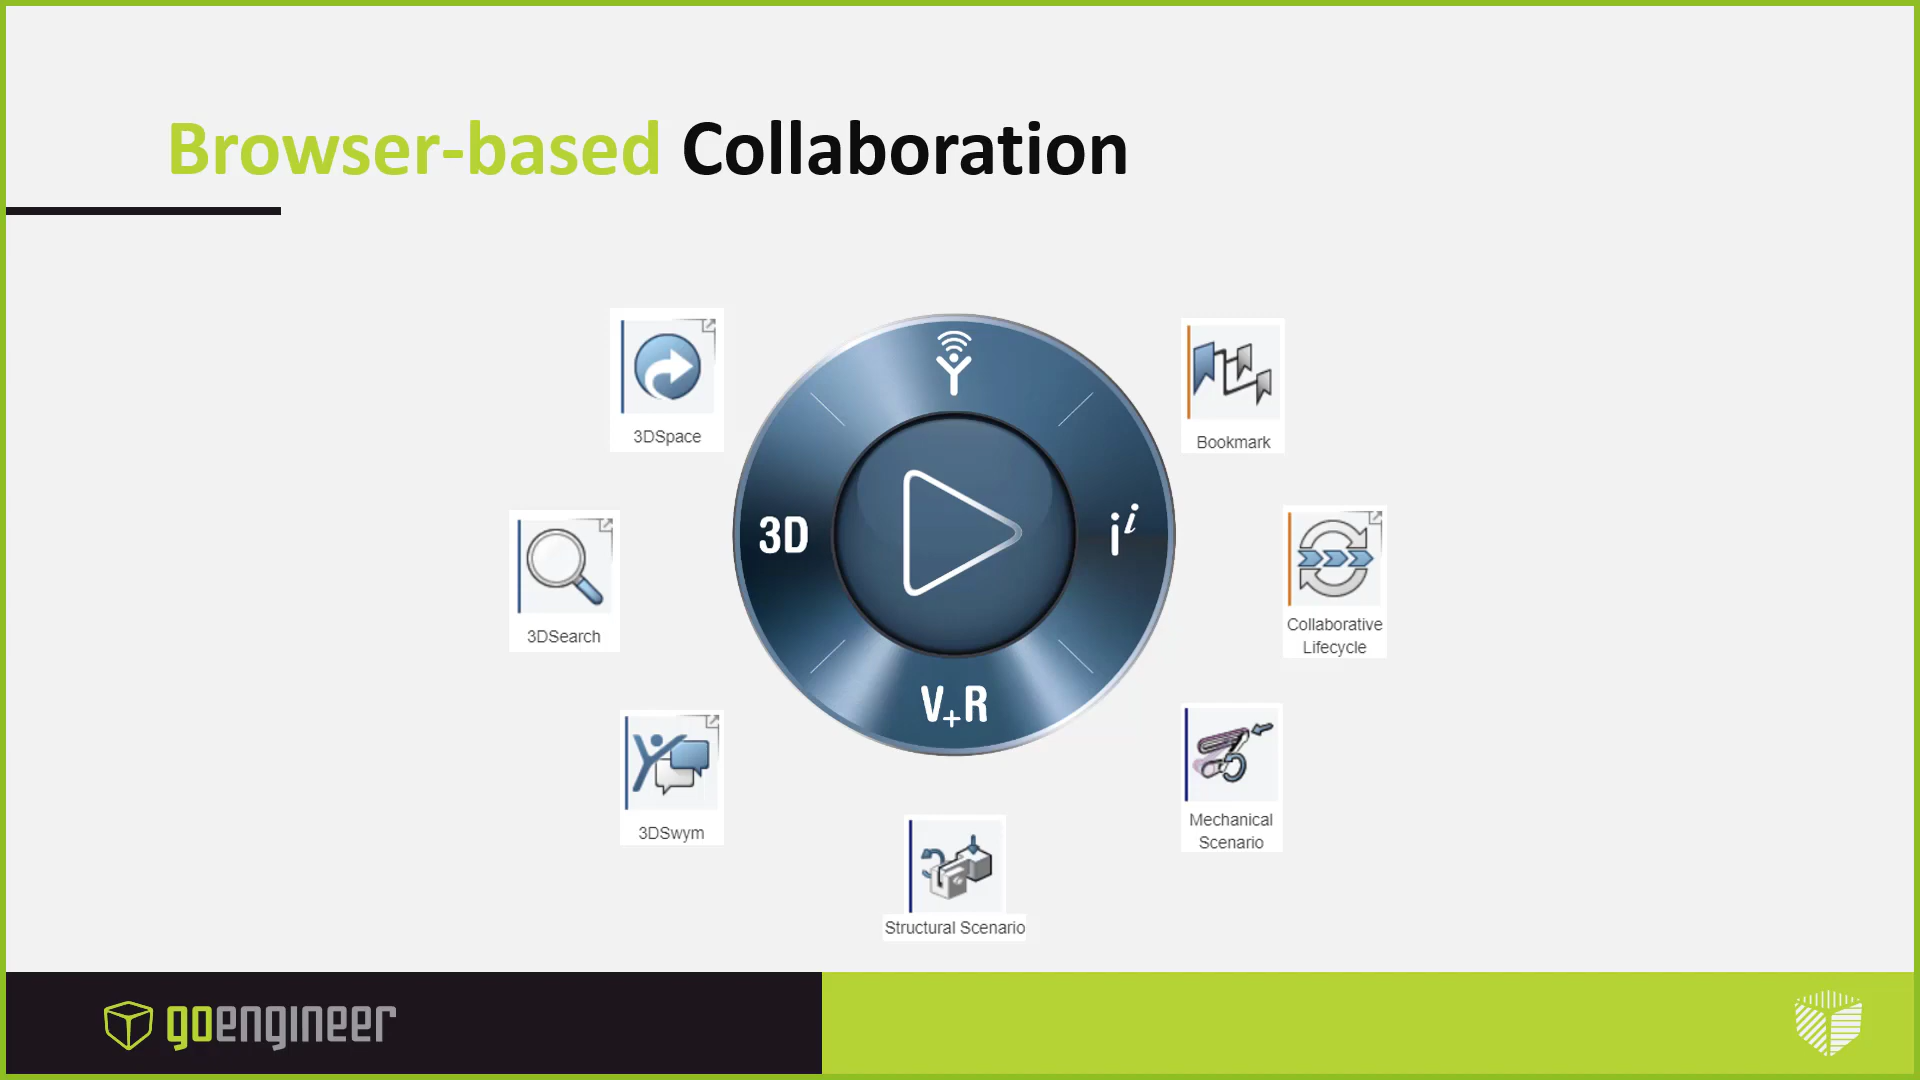 Browser-based Collaboration
3DSpace
Bookmark
3D
i i
3DSearch
Collaborative
Lifecycle
V+R
3DSwym
Mechanical
Scenario
Structural Scenario
goengineer